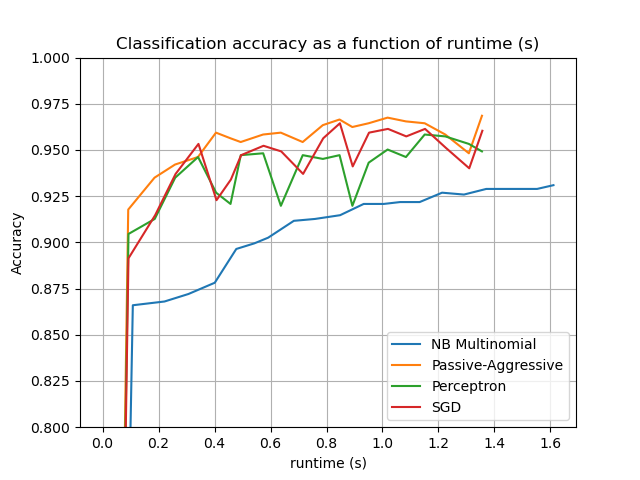 Classification accuracy as a function of runtime (s)
1.000
0.975
0.950
0.925
0.900
0.875
0.850
0.825
0.800
Accuracy
NB Multinomial
Passive-Aggressive
Perceptron
SGD
0.0 0.2 0.4 0.6 0.8 1.0 1.2 1.4 1.6
runtime (s)